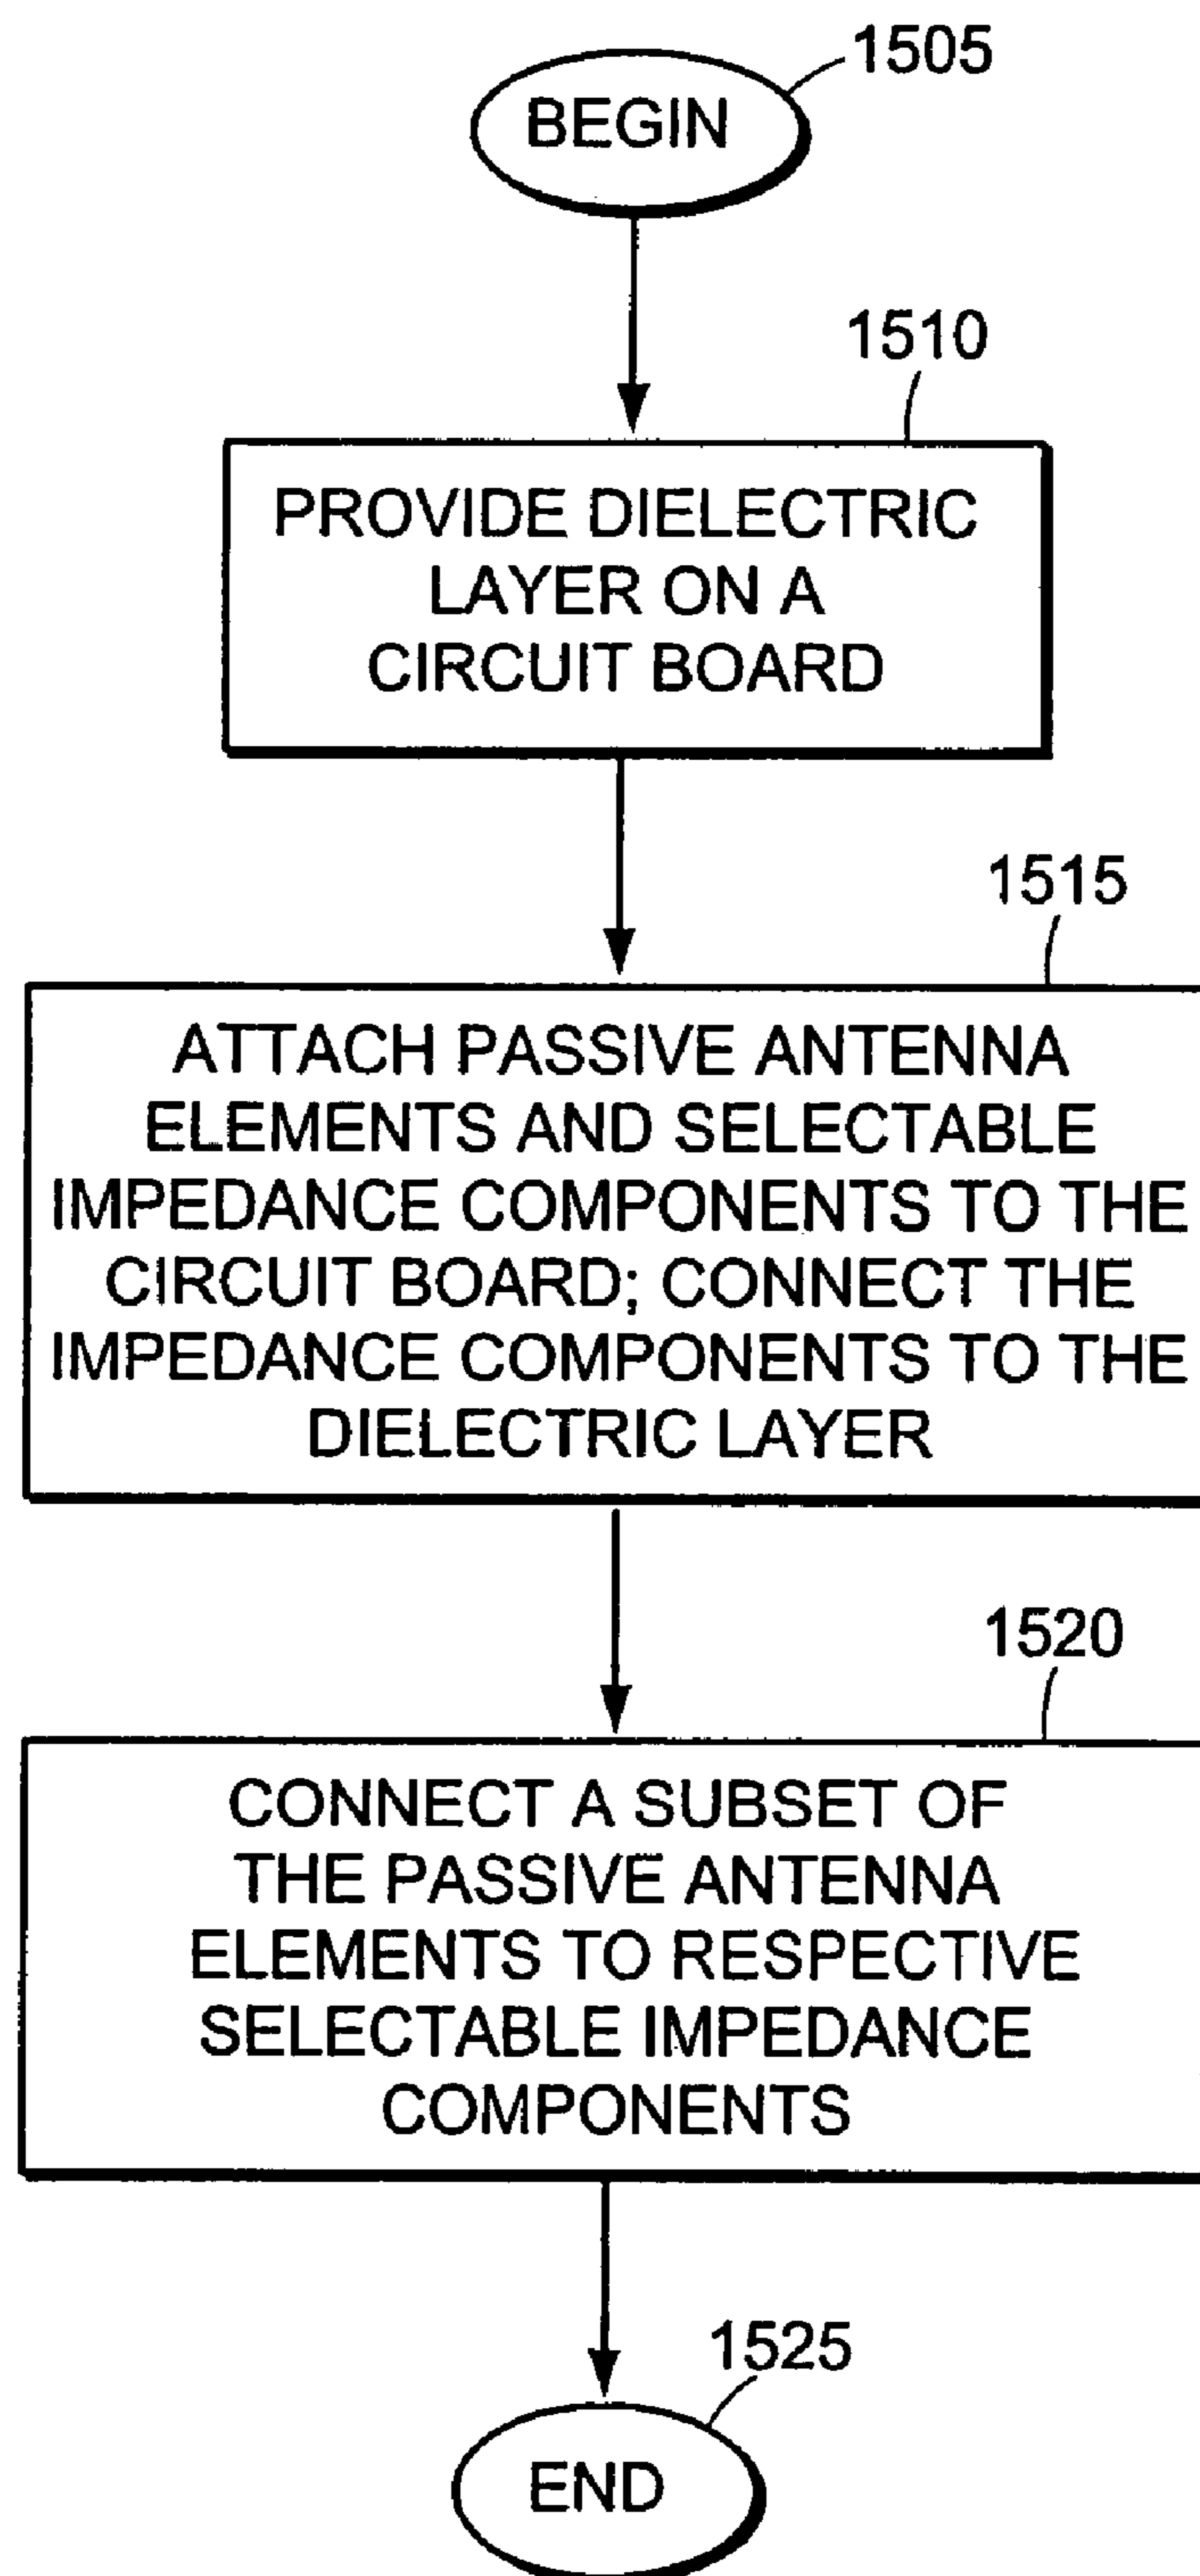 1505
BEGIN
1510
PROVIDE DIELECTRIC
LAYER ON A
CIRCUIT BOARD
1515
ATTACH PASSIVE ANTENNA
ELEMENTS AND SELECTABLE
IMPEDANCE COMPONENTS TO THE
CIRCUIT BOARD; CONNECT THE
IMPEDANCE COMPONENTS TO THE
DIELECTRIC LAYER
1520
CONNECT A SUBSET OF
THE PASSIVE ANTENNA
ELEMENTS TO RESPECTIVE
SELECTABLE IMPEDANCE
COMPONENTS
1525
END